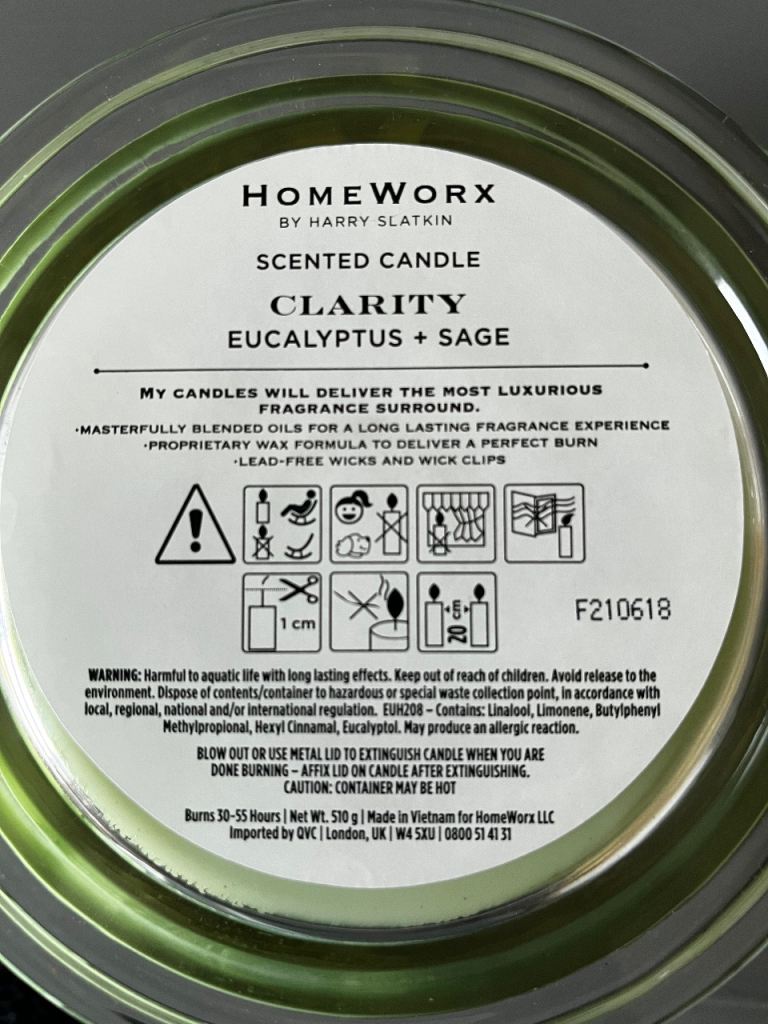 HOMEWORX
BY HARRY SLATKIN
SCENTED CANDLE
CLARITY
EUCALYPTUS + SAGE
MY CANDLES WILL DELIVER THE MOST LUXURIOUS
FRAGRANCE SURROUND.
·MASTERFULLY BLENDED OILS FOR A LONG LASTING FRAGRANCE EXPERIENCE
·PROPRIETARY WAX FORMULA TO DELIVER A PERFECT BURN
·LEAD-FREE WICKS AND WICK CLIPS
1 cm
20 cm
F210618
WARNING: Harmful to aquatic life with long lasting effects. Keep out of reach of children. Avoid release to the
environment. Dispose of contents/container to hazardous or special waste collection point, in accordance with
local, regional, national and/or international regulation. EUH208 – Contains: Linalool, Limonene, Butylphenyl
Methylpropional, Hexyl Cinnamal, Eucalyptol. May produce an allergic reaction.
BLOW OUT OR USE METAL LID TO EXTINGUISH CANDLE WHEN YOU ARE
DONE BURNING – AFFIX LID ON CANDLE AFTER EXTINGUISHING.
CAUTION: CONTAINER MAY BE HOT
Burns 30-55 Hours | Net Wt. 510 g | Made in Vietnam for HomeWorx LLC
Imported by QVC | London, UK | W4 5XU | 0800 51 41 31